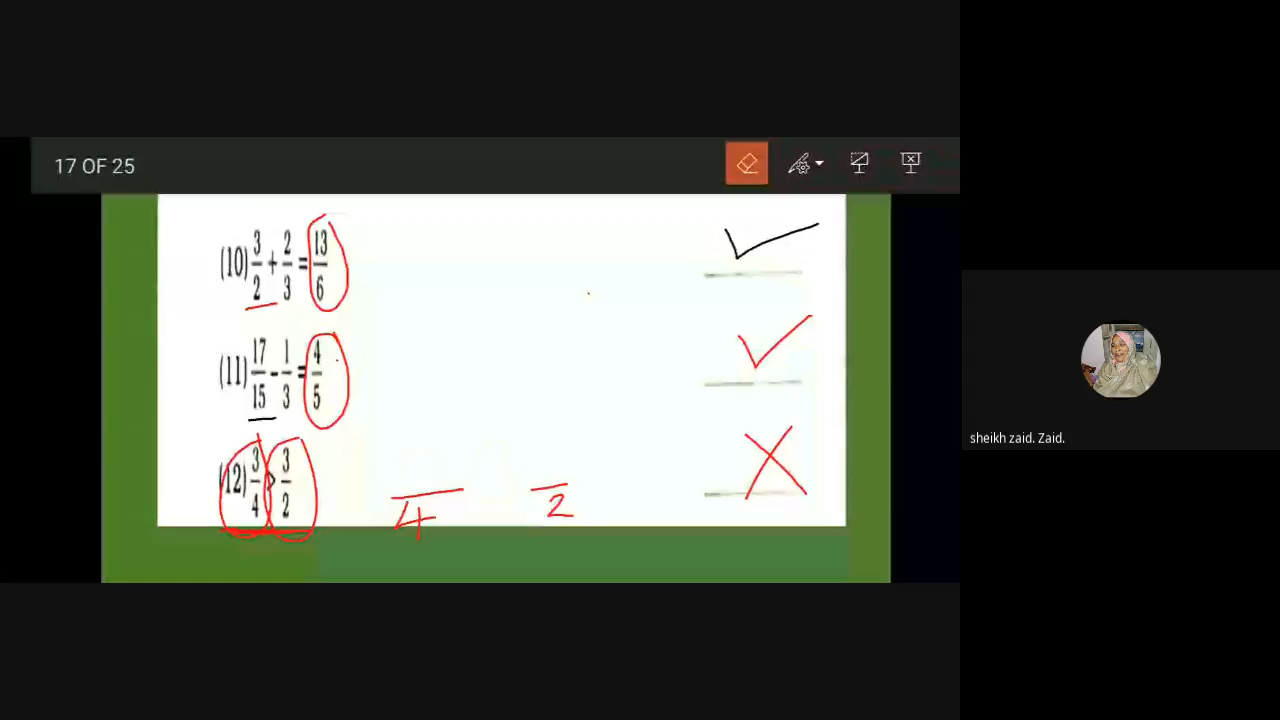 17 OF 25
(10) 3/2 + 2/3 = 13/6
(11) 17/15 - 1/3 = 4/5
(12) 3/4 > 3/2
4 2
sheikh zaid. Zaid.